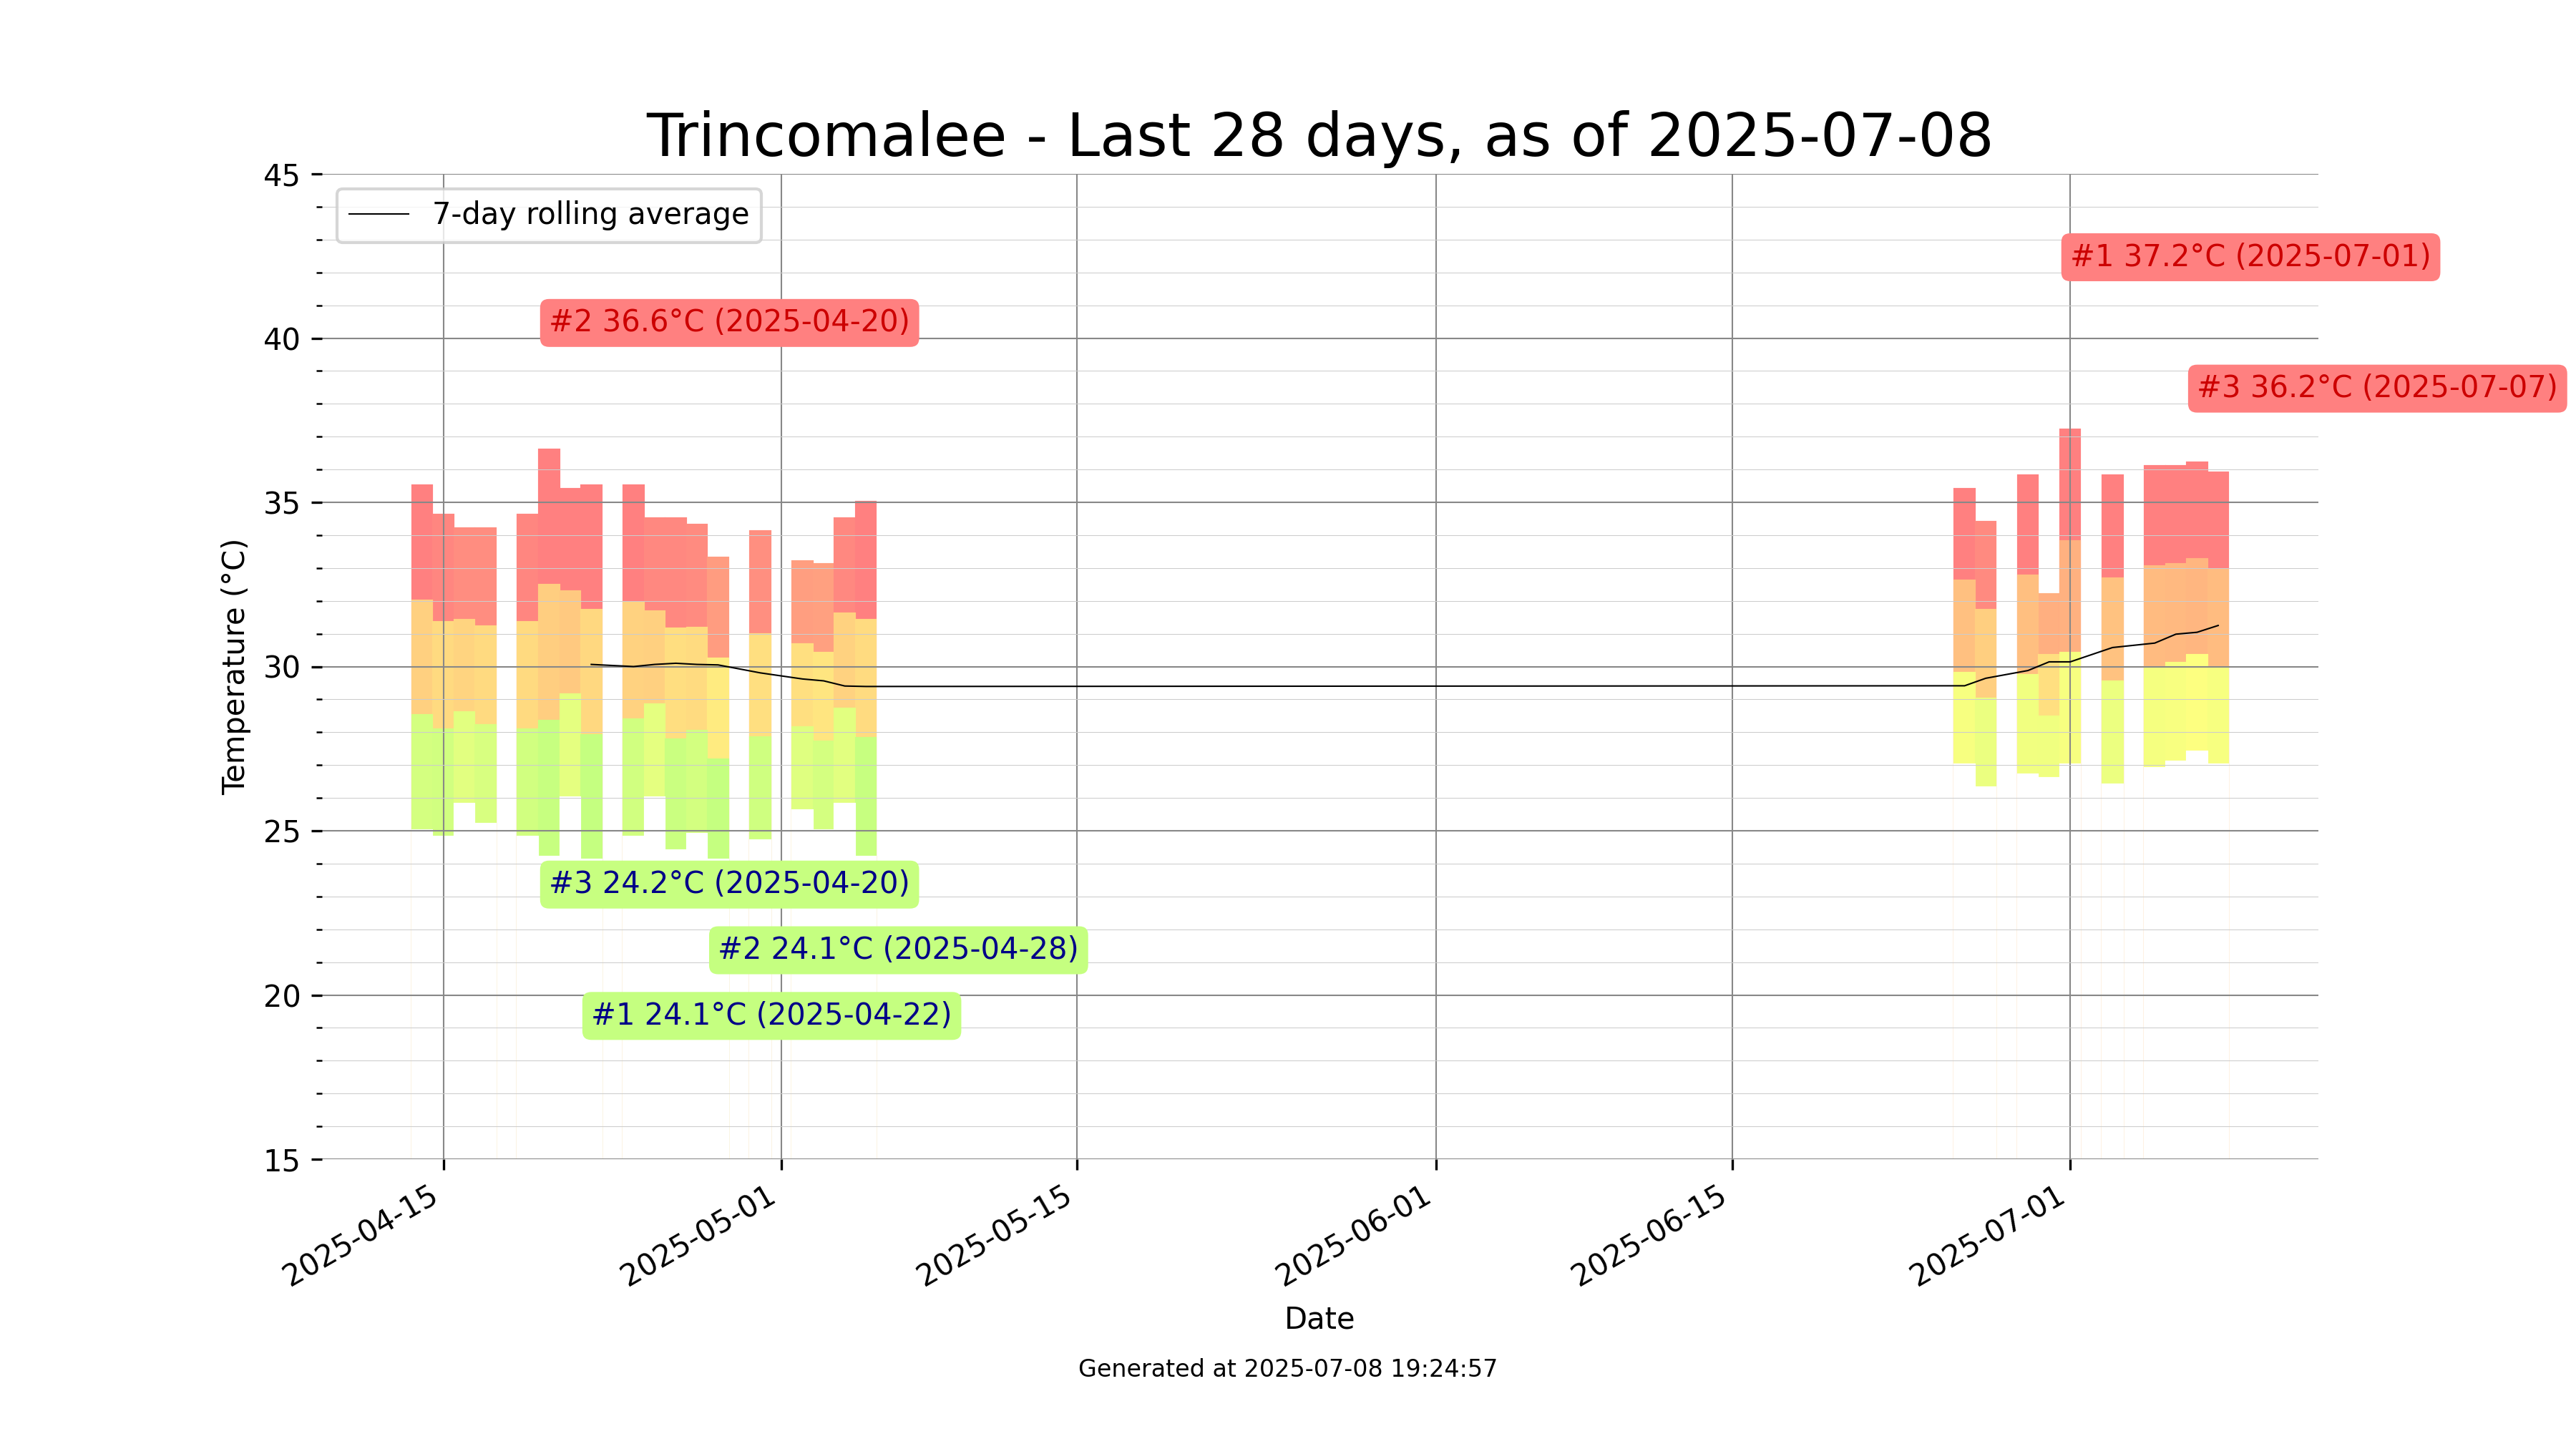 Trincomalee - Last 28 days, as of 2025-07-08
45
40
35
30
25
20
15
Temperature (°C)
7-day rolling average
#1 37.2°C (2025-07-01)
#2 36.6°C (2025-04-20)
#3 36.2°C (2025-07-07)
#3 24.2°C (2025-04-20)
#2 24.1°C (2025-04-28)
#1 24.1°C (2025-04-22)
2025-04-15
2025-05-01
2025-05-15
2025-06-01
2025-06-15
2025-07-01
Date
Generated at 2025-07-08 19:24:57